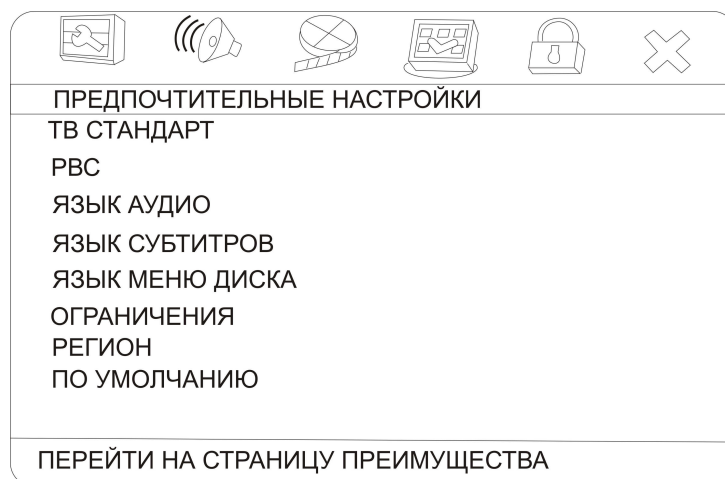 ПРЕДПОЧТИТЕЛЬНЫЕ НАСТРОЙКИ
ТВ СТАНДАРТ
PBC
ЯЗЫК АУДИО
ЯЗЫК СУБТИТРОВ
ЯЗЫК МЕНЮ ДИСКА
ОГРАНИЧЕНИЯ
РЕГИОН
ПО УМОЛЧАНИЮ
ПЕРЕЙТИ НА СТРАНИЦУ ПРЕИМУЩЕСТВА